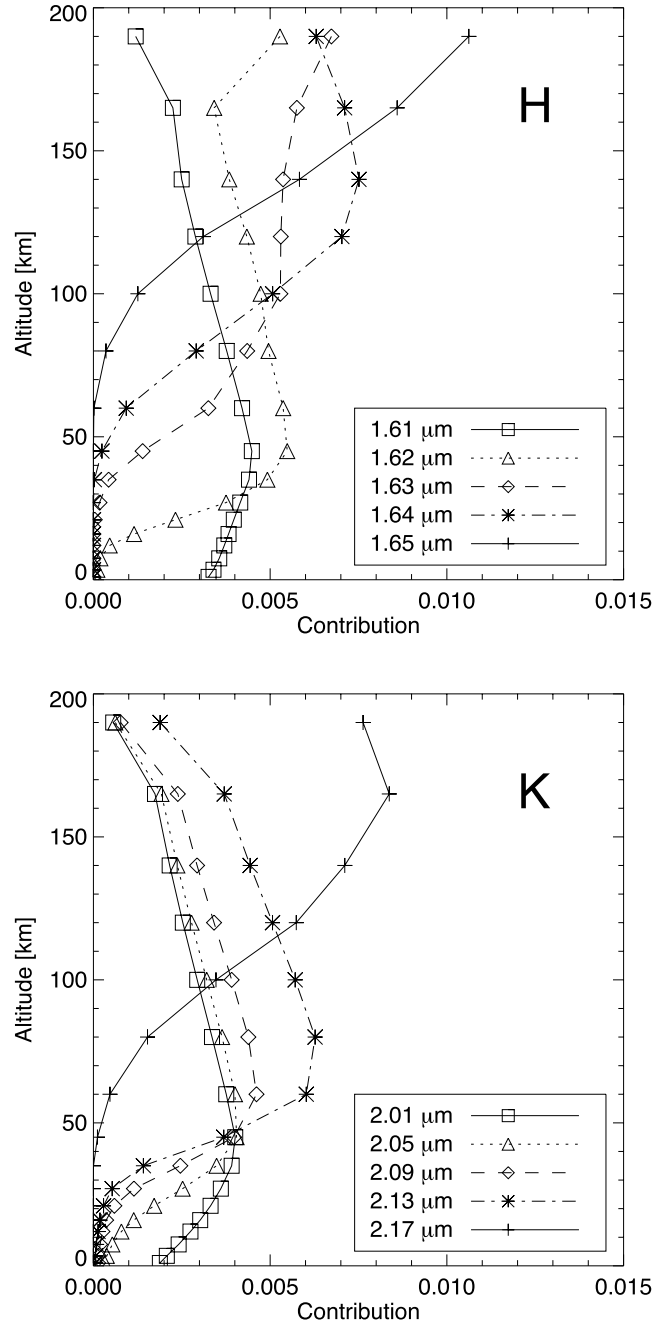 200
H
150
Altitude [km]
100
50
0
1.61 μm
1.62 μm
1.63 μm
1.64 μm
1.65 μm
0.000 0.005 0.010 0.015
Contribution
200
K
150
Altitude [km]
100
50
0
2.01 μm
2.05 μm
2.09 μm
2.13 μm
2.17 μm
0.000 0.005 0.010 0.015
Contribution